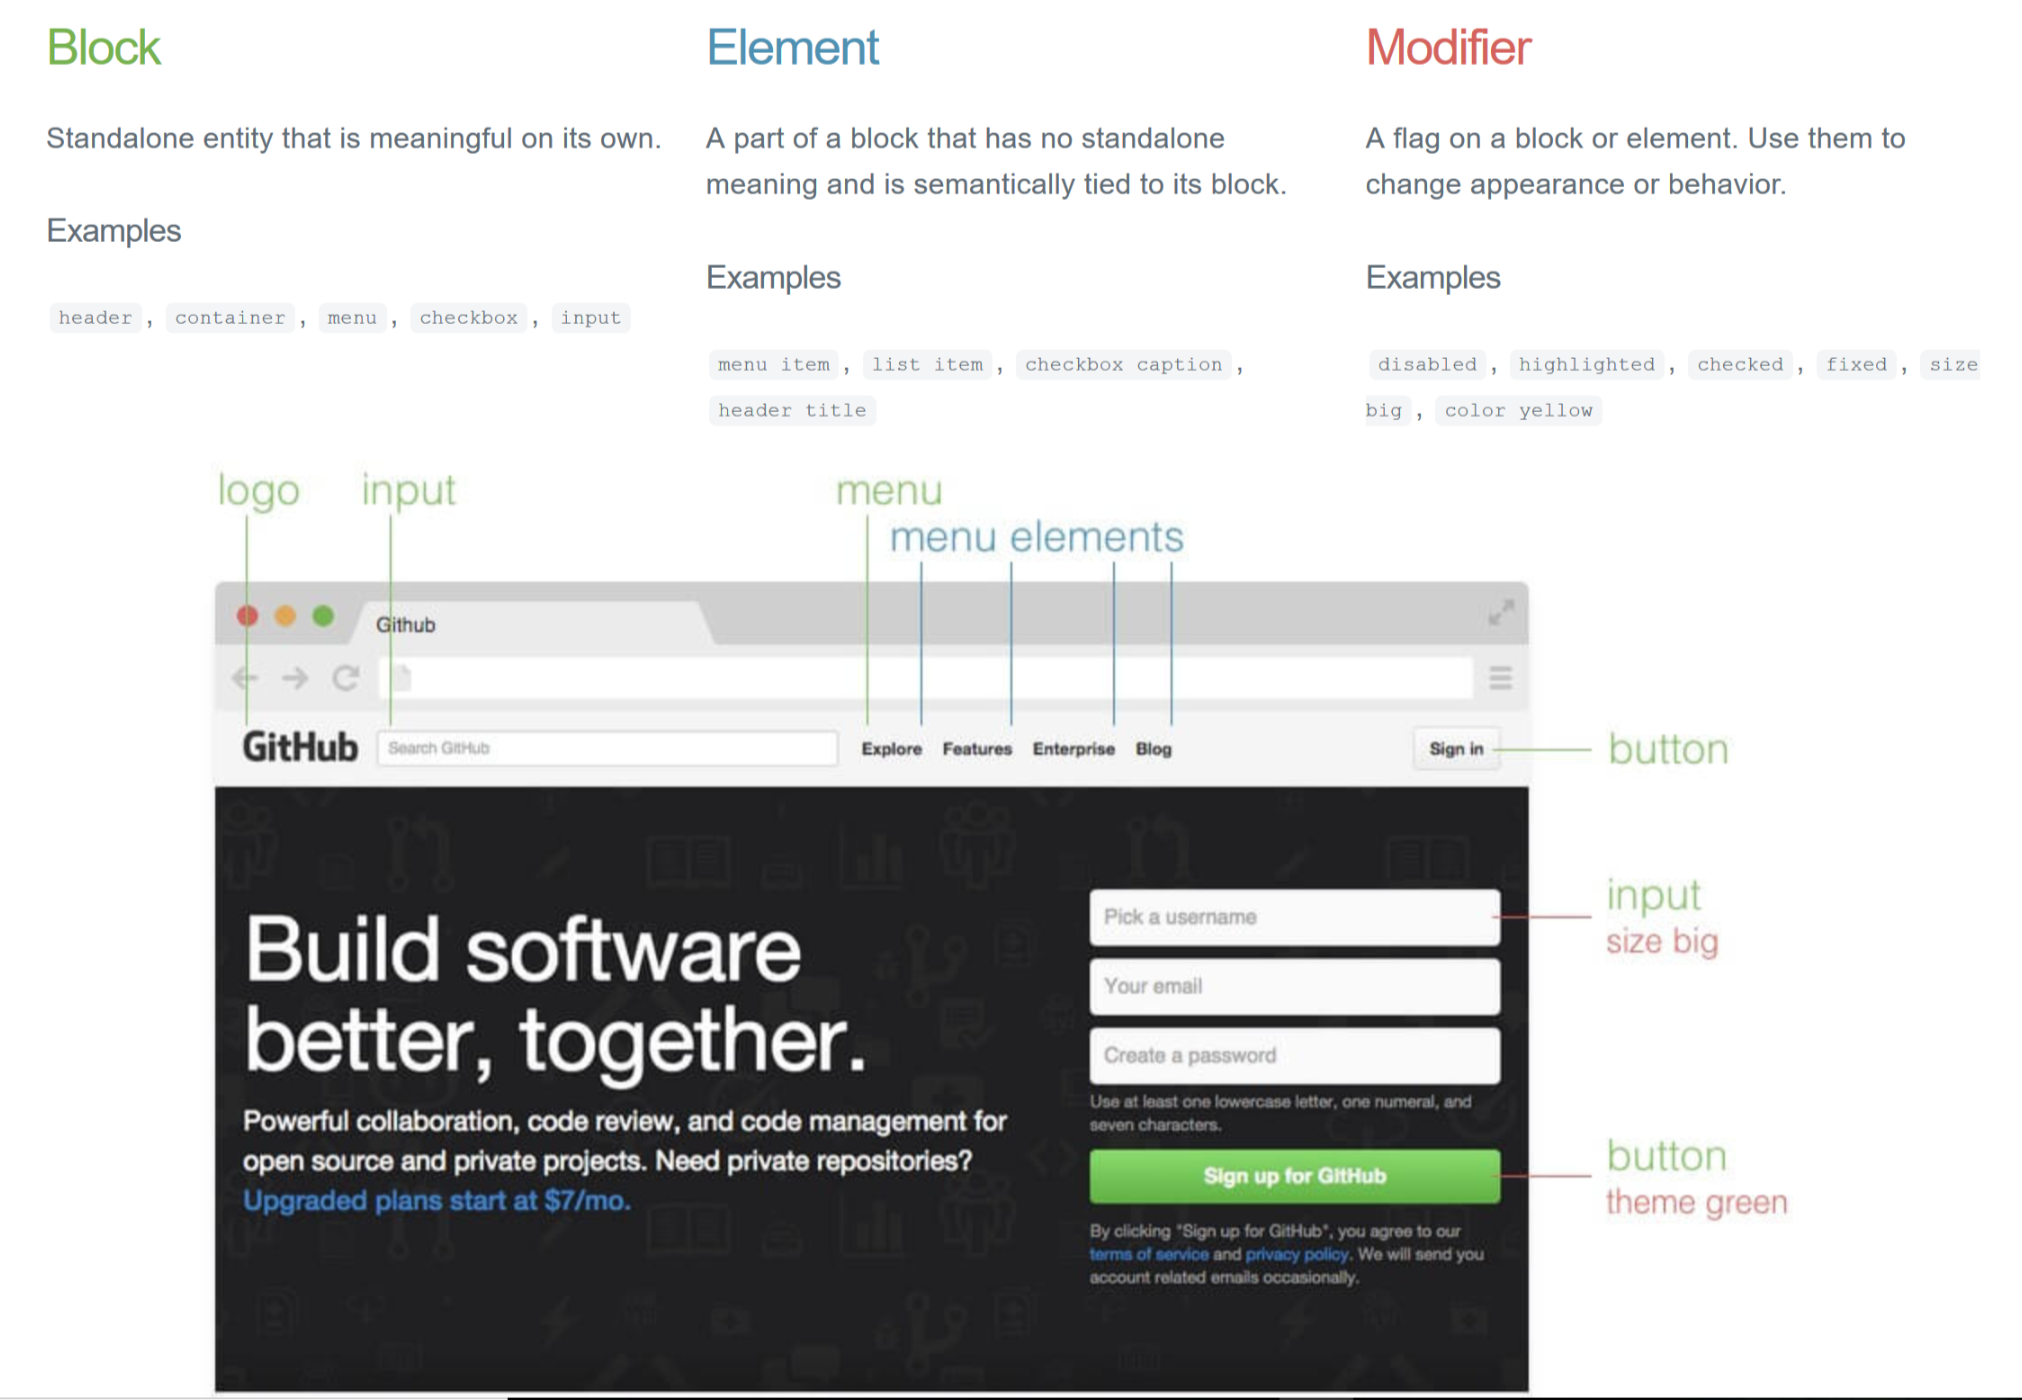 Block
Standalone entity that is meaningful on its own.
Examples
header , container , menu , checkbox , input
Element
A part of a block that has no standalone
meaning and is semantically tied to its block.
Examples
menu item , list item , checkbox caption ,
header title
Modifier
A flag on a block or element. Use them to
change appearance or behavior.
Examples
disabled , highlighted , checked , fixed , size
big , color yellow
logo input menu
menu elements
Github
GitHub Search GitHub Explore Features Enterprise Blog Sign in button
Build software
better, together.
Powerful collaboration, code review, and code management for
open source and private projects. Need private repositories?
Upgraded plans start at $7/mo.
Pick a username
input
size big
Your email
Create a password
Use at least one lowercase letter, one numeral, and
seven characters.
Sign up for GitHub
button
theme green
By clicking "Sign up for GitHub", you agree to our
terms of service and privacy policy. We will send you
account related emails occasionally.